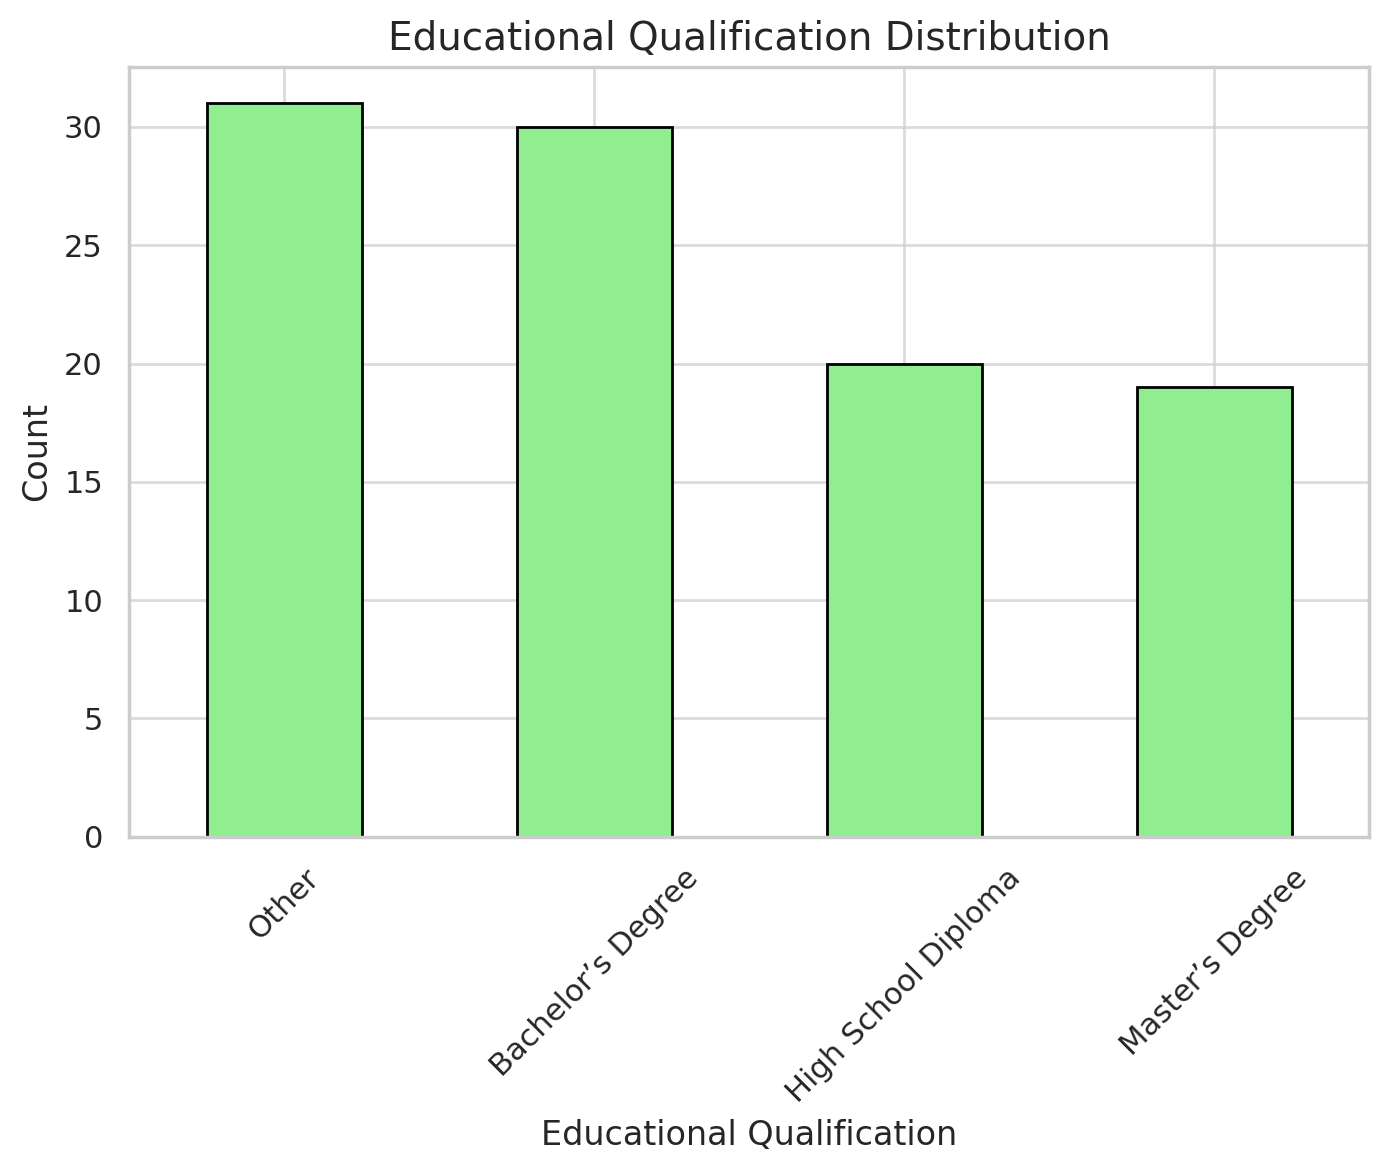 Educational Qualification Distribution
Count
30
25
20
15
10
5
0
Other
Bachelor’s Degree
High School Diploma
Master’s Degree
Educational Qualification